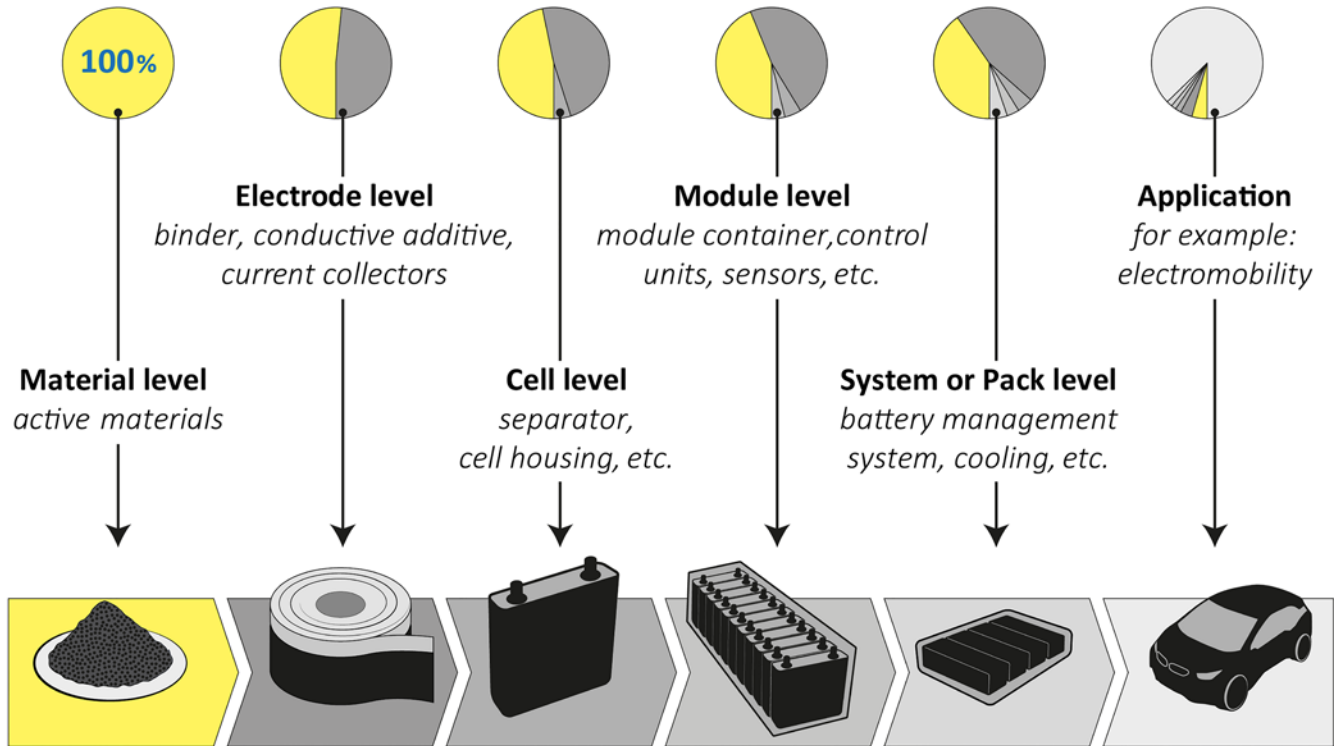 100%
Material level
active materials
Electrode level
binder, conductive additive,
current collectors
Cell level
separator,
cell housing, etc.
Module level
module container,control
units, sensors, etc.
System or Pack level
battery management
system, cooling, etc.
Application
for example:
electromobility